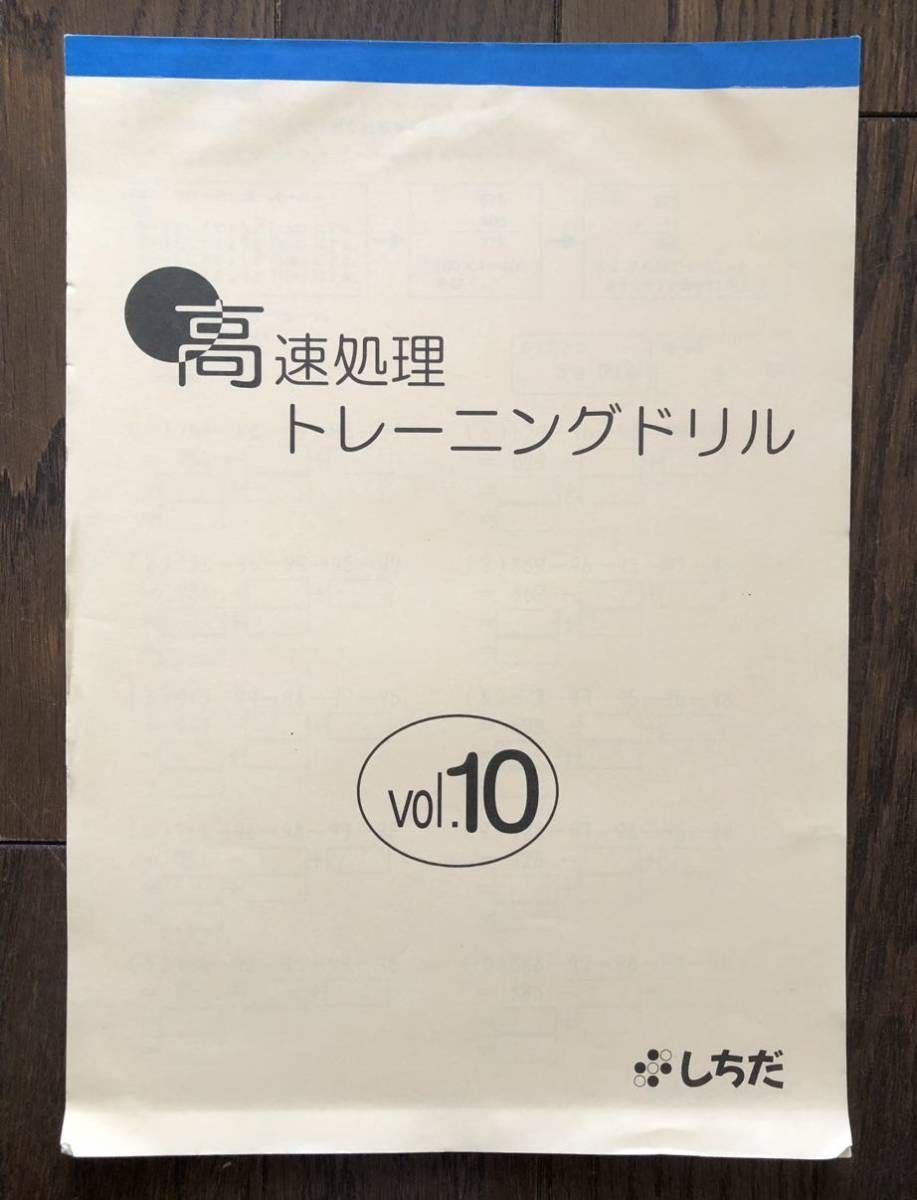 高速処理
トレーニングドリル
vol.10
しちだ